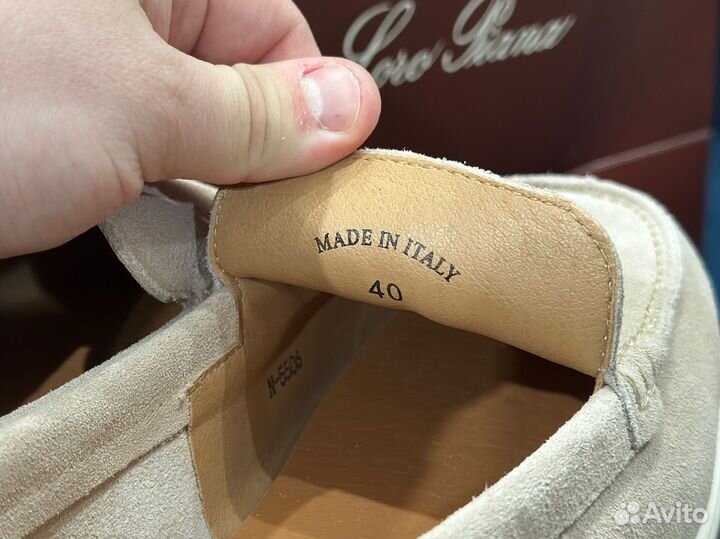 Loro Piana
MADE IN ITALY
40
N-5506
Avito